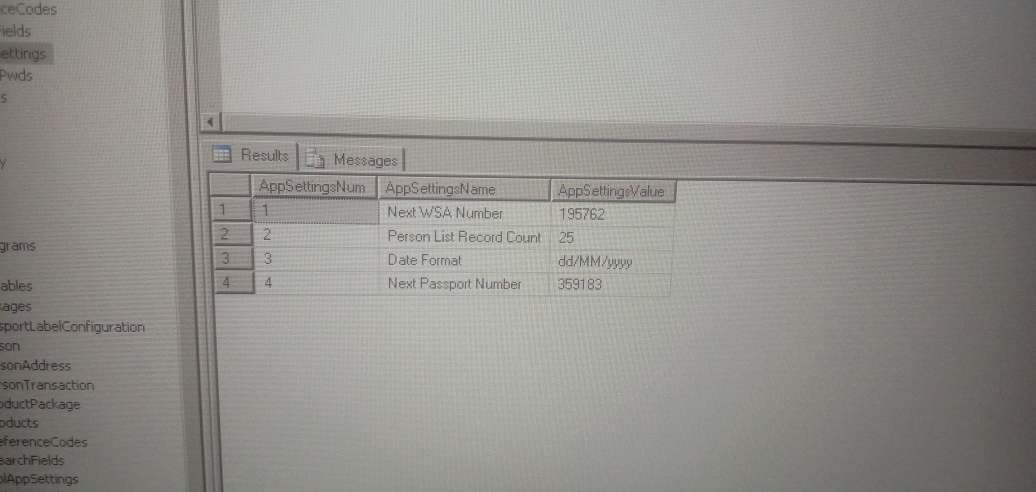 ceCodes
ields
ettings
Pwds
s
y
grams
ables
ages
sportLabelConfiguration
son
sonAddress
rsonTransaction
oductPackage
oducts
eferenceCodes
earchFields
olAppSettings
Results Messages
AppSettingsNum AppSettingsName AppSettingsValue
1 1 Next WSA Number 195762
2 2 Person List Record Count 25
3 3 Date Format dd/MM/yyyy
4 4 Next Passport Number 359183